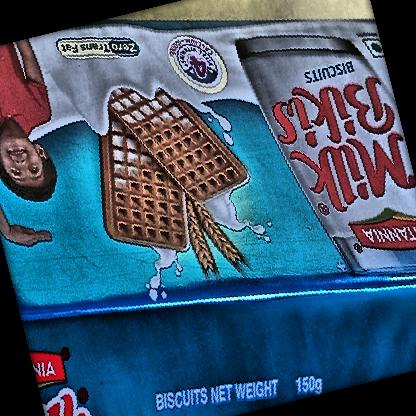 BRITANNIA
Milk
Bikis
BISCUITS
Zero Trans Fat
BISCUITS NET WEIGHT 150g